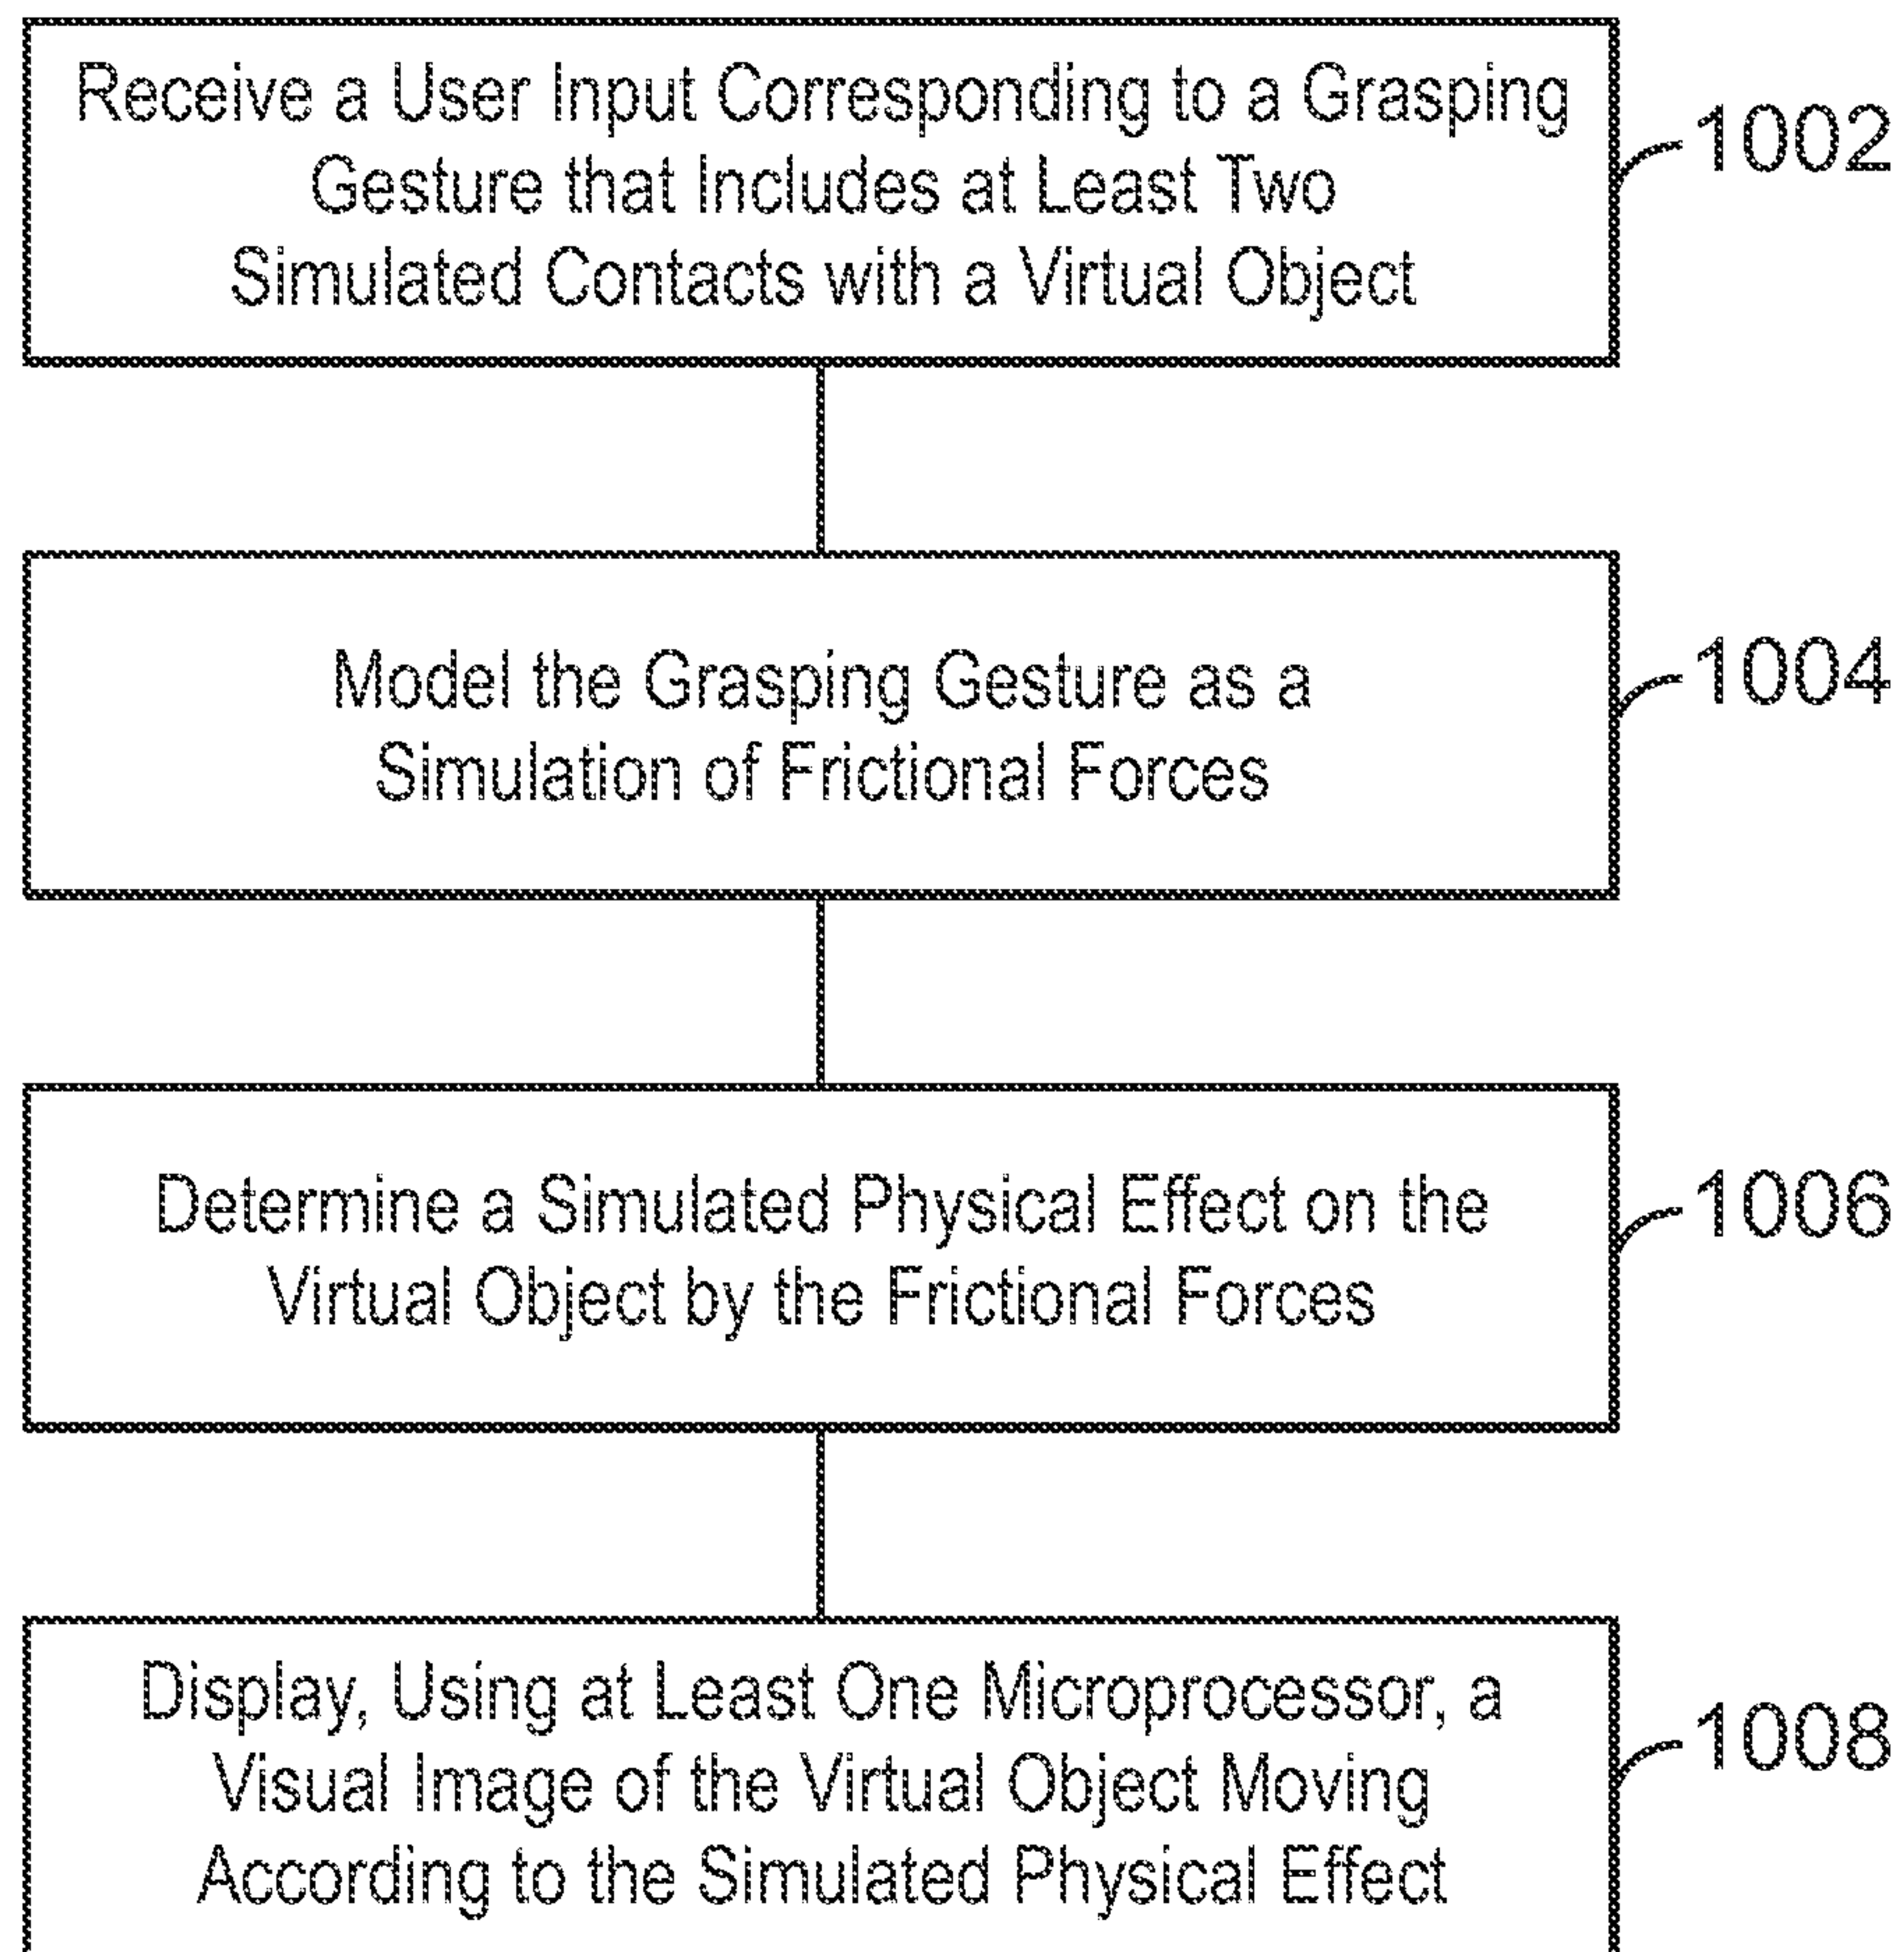 Receive a User Input Corresponding to a Grasping
Gesture that Includes at Least Two
Simulated Contacts with a Virtual Object
1002
Model the Grasping Gesture as a
Simulation of Frictional Forces
1004
Determine a Simulated Physical Effect on the
Virtual Object by the Frictional Forces
1006
Display, Using at Least One Microprocessor, a
Visual Image of the Virtual Object Moving
According to the Simulated Physical Effect
1008